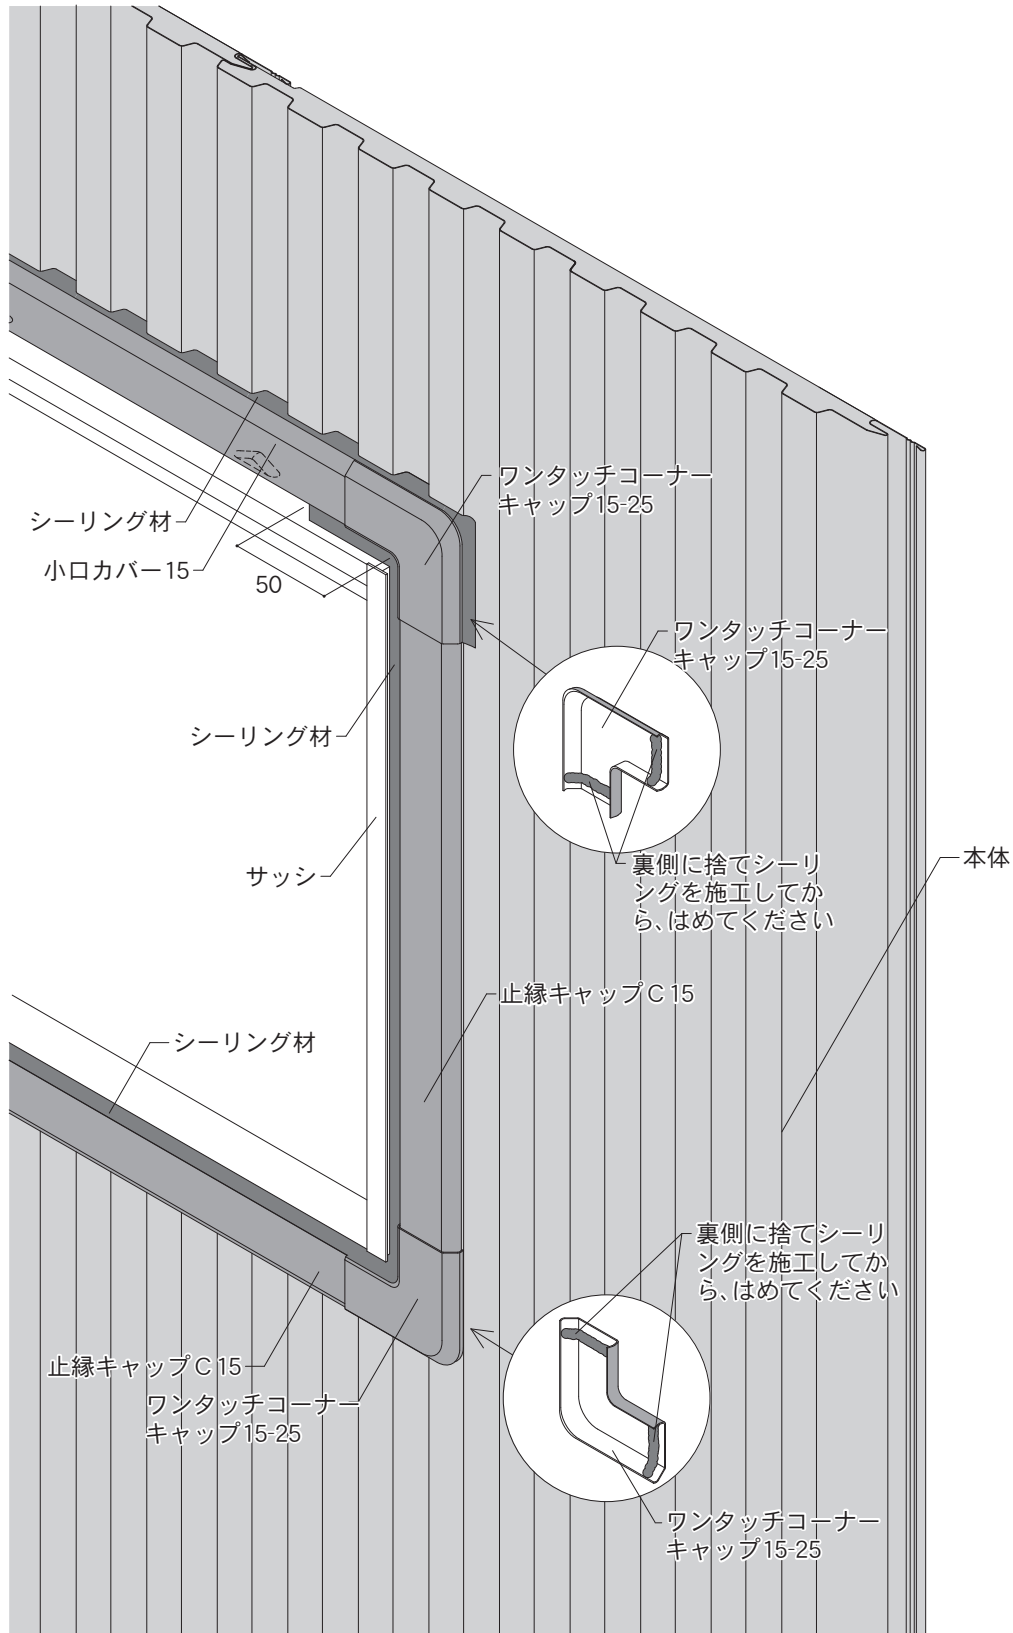 ワンタッチコーナー
キャップ15-25
シーリング材
小口カバー15
50
ワンタッチコーナー
キャップ15-25
シーリング材
裏側に捨てシーリ
ングを施工してか
ら、はめてください
本体
サッシ
止縁キャップC15
シーリング材
裏側に捨てシーリ
ングを施工してか
ら、はめてください
止縁キャップC15
ワンタッチコーナー
キャップ15-25
ワンタッチコーナー
キャップ15-25